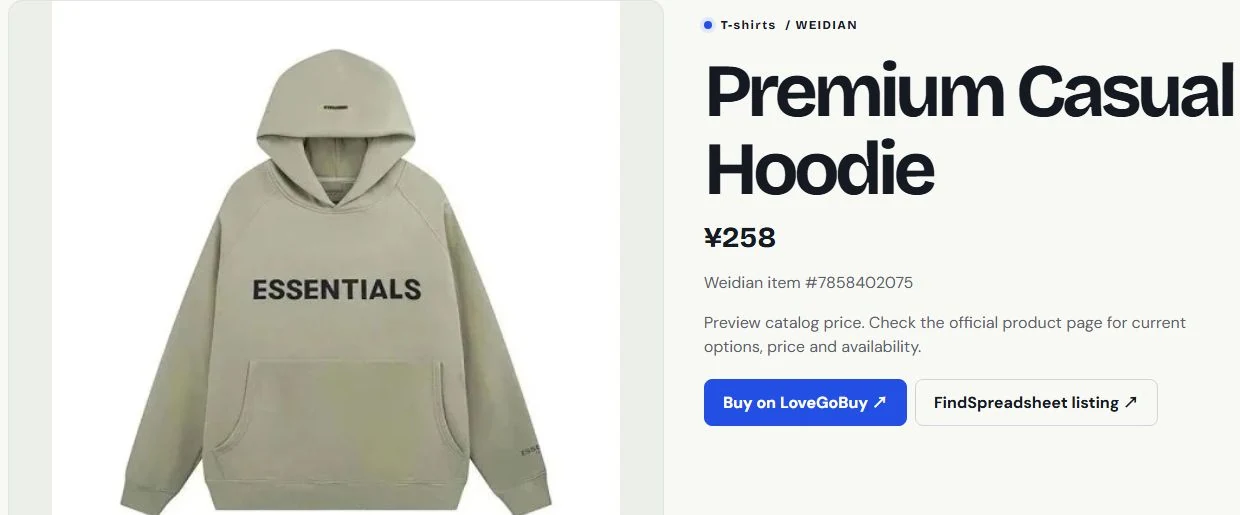 T-shirts / WEIDIAN
Premium Casual
Hoodie
¥258
Weidian item #7858402075
Preview catalog price. Check the official product page for current
options, price and availability.
Buy on LoveGoBuy ↗
FindSpreadsheet listing ↗
ESSENTIALS